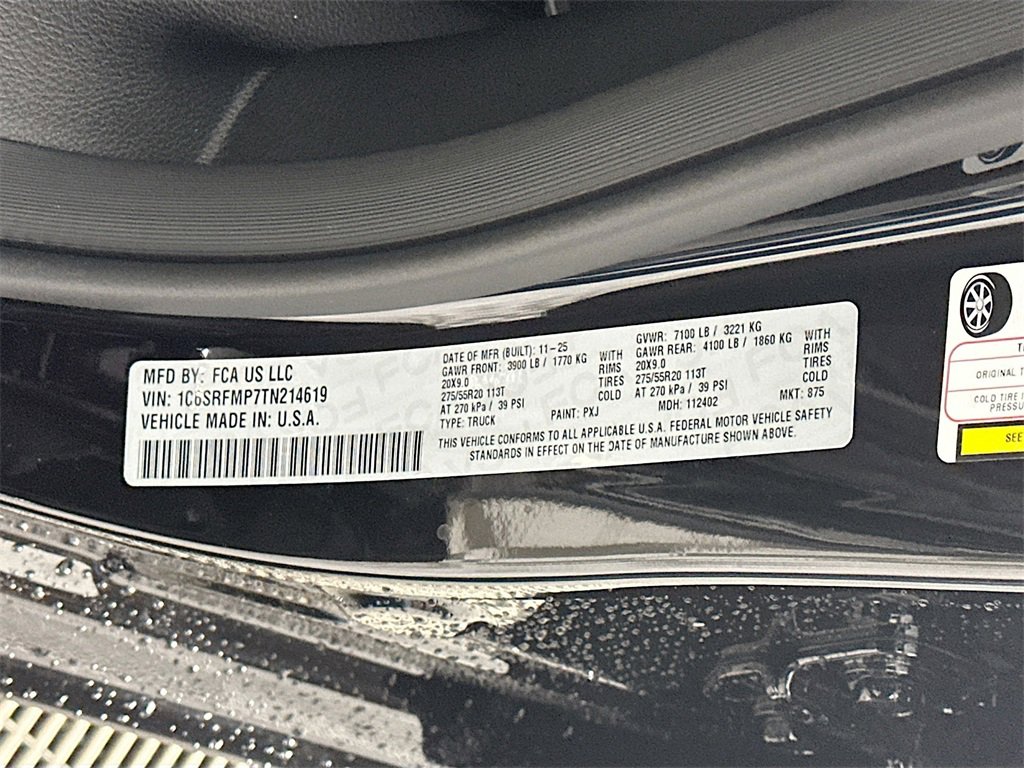 MFD BY: FCA US LLC
VIN: 1C6SRFMP7TN214619
VEHICLE MADE IN: U.S.A.
DATE OF MFR (BUILT): 11-25
GAWR FRONT: 3900 LB / 1770 KG WITH
20X9.0 RIMS
275/55R20 113T TIRES
AT 270 kPa / 39 PSI COLD
TYPE: TRUCK PAINT: PXJ
GVWR: 7100 LB / 3221 KG
GAWR REAR: 4100 LB / 1860 KG WITH
20X9.0 RIMS
275/55R20 113T TIRES
AT 270 kPa / 39 PSI COLD
MDH: 112402 MKT: 875
THIS VEHICLE CONFORMS TO ALL APPLICABLE U.S.A. FEDERAL MOTOR VEHICLE SAFETY
STANDARDS IN EFFECT ON THE DATE OF MANUFACTURE SHOWN ABOVE.
ORIGINAL T
COLD TIRE I
PRESSU
SEE